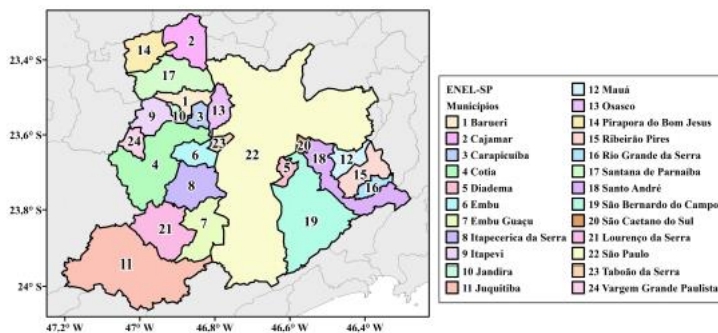 23,4° S
23,6° S
23,8° S
24° S
47,2° W
47° W
46,8° W
46,6° W
46,4° W
14
2
17
1
9
10
3
13
24
4
6
23
8
22
20
5
18
12
15
16
19
21
7
11
ENEL-SP
Municípios
1 Barueri
2 Cajamar
3 Carapicuíba
4 Cotia
5 Diadema
6 Embu
7 Embu Guaçu
8 Itapecerica da Serra
9 Itapevi
10 Jandira
11 Juquitiba
12 Mauá
13 Osasco
14 Pirapora do Bom Jesus
15 Ribeirão Pires
16 Rio Grande da Serra
17 Santana de Parnaíba
18 Santo André
19 São Bernardo do Campo
20 São Caetano do Sul
21 Lourenço da Serra
22 São Paulo
23 Taboão da Serra
24 Vargem Grande Paulista